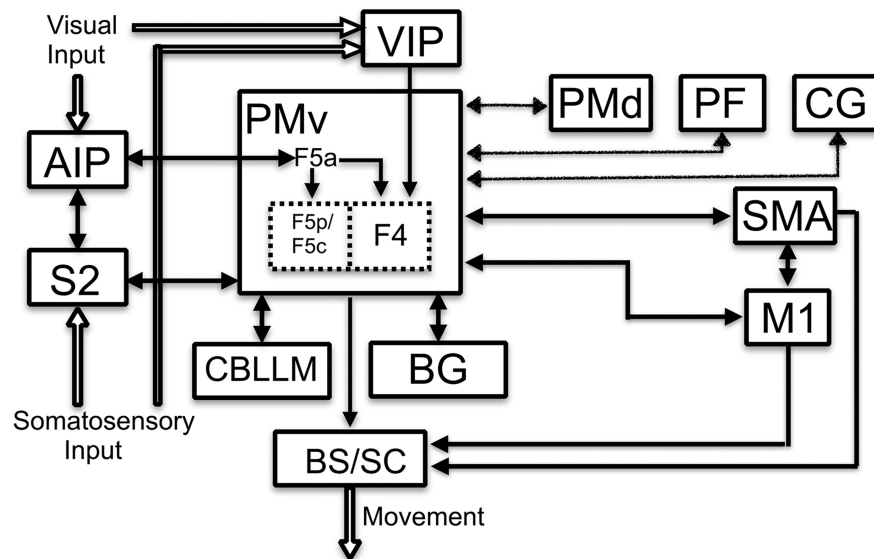 Visual
Input
VIP
PMv
PMd
PF
CG
AIP
F5a
F5p/
F5c
F4
SMA
S2
M1
CBLLM
BG
Somatosensory
Input
BS/SC
Movement